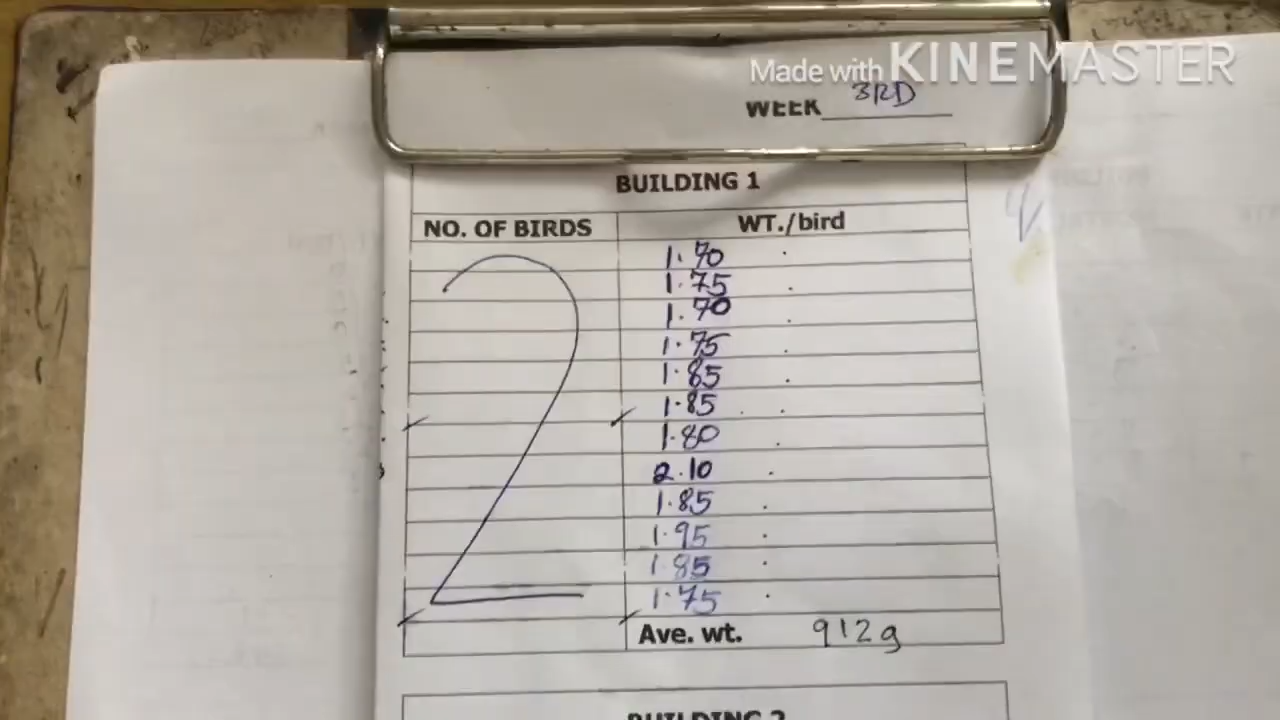 Made with KINEMASTER
WEEK 3RD
BUILDING 1
NO. OF BIRDS WT./bird
2
1.70
1.75
1.70
1.75
1.85
1.85
1.80
2.10
1.85
1.95
1.85
1.75
Ave. wt. 912g
BUILDING 2